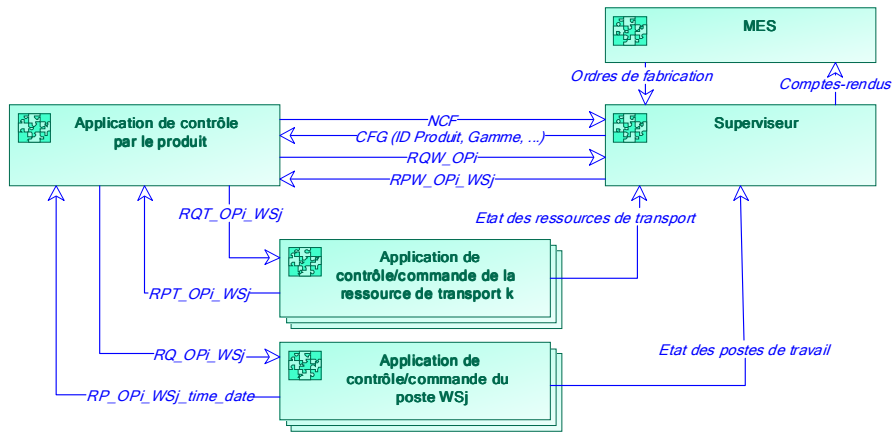 MES
Ordres de fabrication
Comptes-rendus
Application de contrôle
par le produit
NCF
CFG (ID Produit, Gamme, ...)
RQW_OPi
RPW_OPi_WSj
Superviseur
RQT_OPi_WSj
Etat des ressources de transport
Application de
contrôle/commande de la
ressource de transport k
RPT_OPi_WSj
RQ_OPi_WSj
Etat des postes de travail
Application de
contrôle/commande du
poste WSj
RP_OPi_WSj_time_date